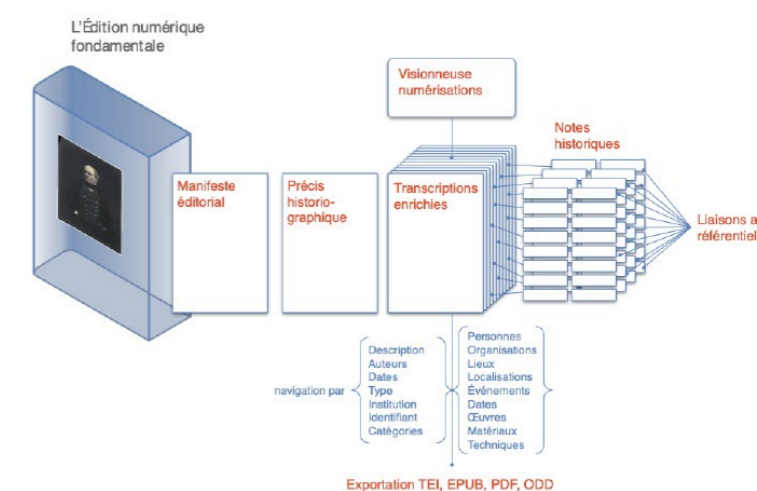 L'Édition numérique
fondamentale
Visionneuse
numérisations
Notes
historiques
Manifeste
éditorial
Précis
historio-
graphique
Transcriptions
enrichies
Liaisons a
référentiel
navigation par
Description
Auteurs
Dates
Type
Institution
Identifiant
Catégories
Personnes
Organisations
Lieux
Localisations
Événements
Dates
Œuvres
Matériaux
Techniques
Exportation TEI, EPUB, PDF, ODD